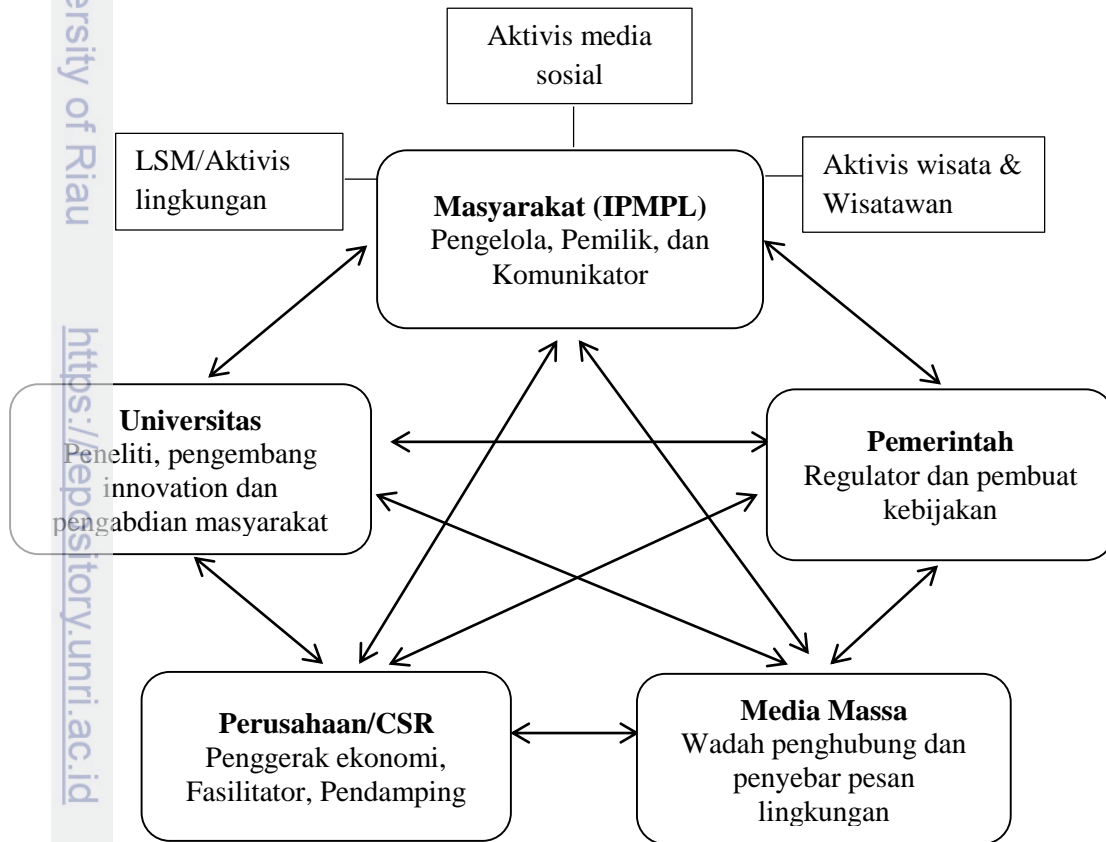 Aktivis media
sosial
LSM/Aktivis
lingkungan
Aktivis wisata &
Wisatawan
Masyarakat (IPMPL)
Pengelola, Pemilik, dan
Komunikator
Universitas
Peneliti, pengembang
innovation dan
pengabdian masyarakat
Pemerintah
Regulator dan pembuat
kebijakan
Perusahaan/CSR
Penggerak ekonomi,
Fasilitator, Pendamping
Media Massa
Wadah penghubung dan
penyebar pesan
lingkungan
ersity of Riau
https://epository.unri.ac.id